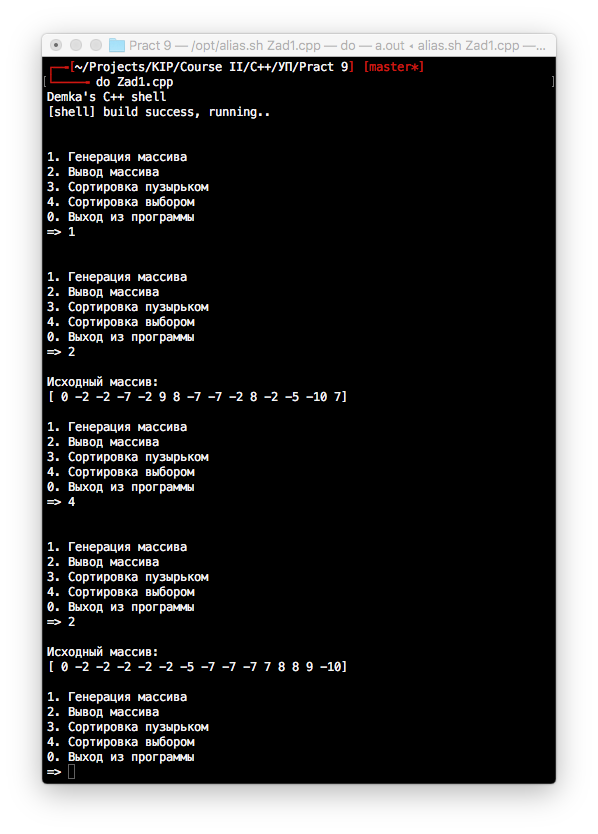 Pract 9 — /opt/alias.sh Zad1.cpp — do — a.out ◂ alias.sh Zad1.cpp —...
[~/Projects/KIP/Course II/C++/УП/Pract 9] [master*]
do Zad1.cpp
Demka's C++ shell
[shell] build success, running..
1. Генерация массива
2. Вывод массива
3. Сортировка пузырьком
4. Сортировка выбором
0. Выход из программы
=> 1
1. Генерация массива
2. Вывод массива
3. Сортировка пузырьком
4. Сортировка выбором
0. Выход из программы
=> 2
Исходный массив:
[ 0 -2 -2 -7 -2 9 8 -7 -7 -2 8 -2 -5 -10 7]
1. Генерация массива
2. Вывод массива
3. Сортировка пузырьком
4. Сортировка выбором
0. Выход из программы
=> 4
1. Генерация массива
2. Вывод массива
3. Сортировка пузырьком
4. Сортировка выбором
0. Выход из программы
=> 2
Исходный массив:
[ 0 -2 -2 -2 -2 -2 -5 -7 -7 -7 7 8 8 9 -10]
1. Генерация массива
2. Вывод массива
3. Сортировка пузырьком
4. Сортировка выбором
0. Выход из программы
=>